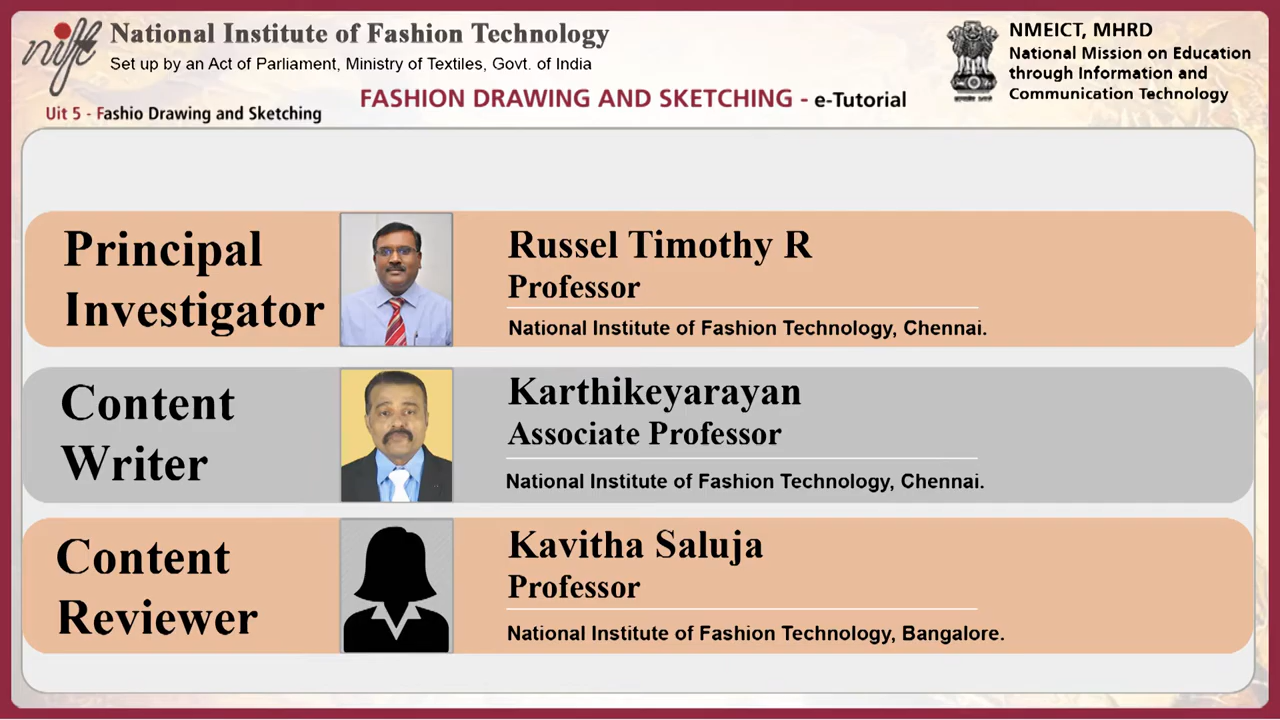 nift
National Institute of Fashion Technology
Set up by an Act of Parliament, Ministry of Textiles, Govt. of India
Uit 5 - Fashio Drawing and Sketching
FASHION DRAWING AND SKETCHING - e-Tutorial
NMEICT, MHRD
National Mission on Education
through Information and
Communication Technology
Principal
Investigator
Russel Timothy R
Professor
National Institute of Fashion Technology, Chennai.
Content
Writer
Karthikeyarayan
Associate Professor
National Institute of Fashion Technology, Chennai.
Content
Reviewer
Kavitha Saluja
Professor
National Institute of Fashion Technology, Bangalore.